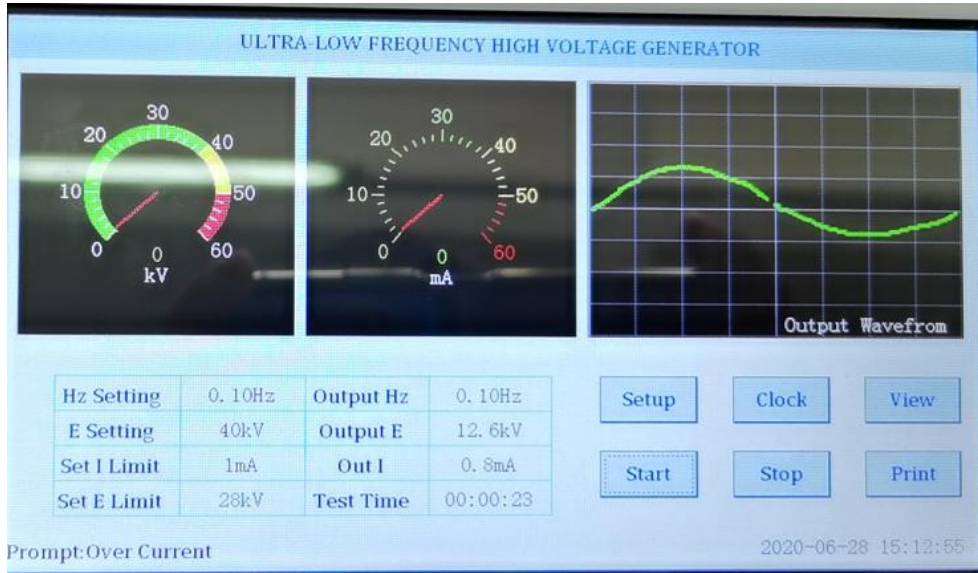 ULTRA-LOW FREQUENCY HIGH VOLTAGE GENERATOR
30
20 40
10 50
0 60
0
kV
30
20 40
10 50
0 60
0
mA
Output Wavefrom
Hz Setting 0.10Hz Output Hz 0.10Hz
E Setting 40kV Output E 12.6kV
Set I Limit 1mA Out I 0.8mA
Set E Limit 28kV Test Time 00:00:23
Setup Clock View
Start Stop Print
Prompt:Over Current 2020-06-28 15:12:55